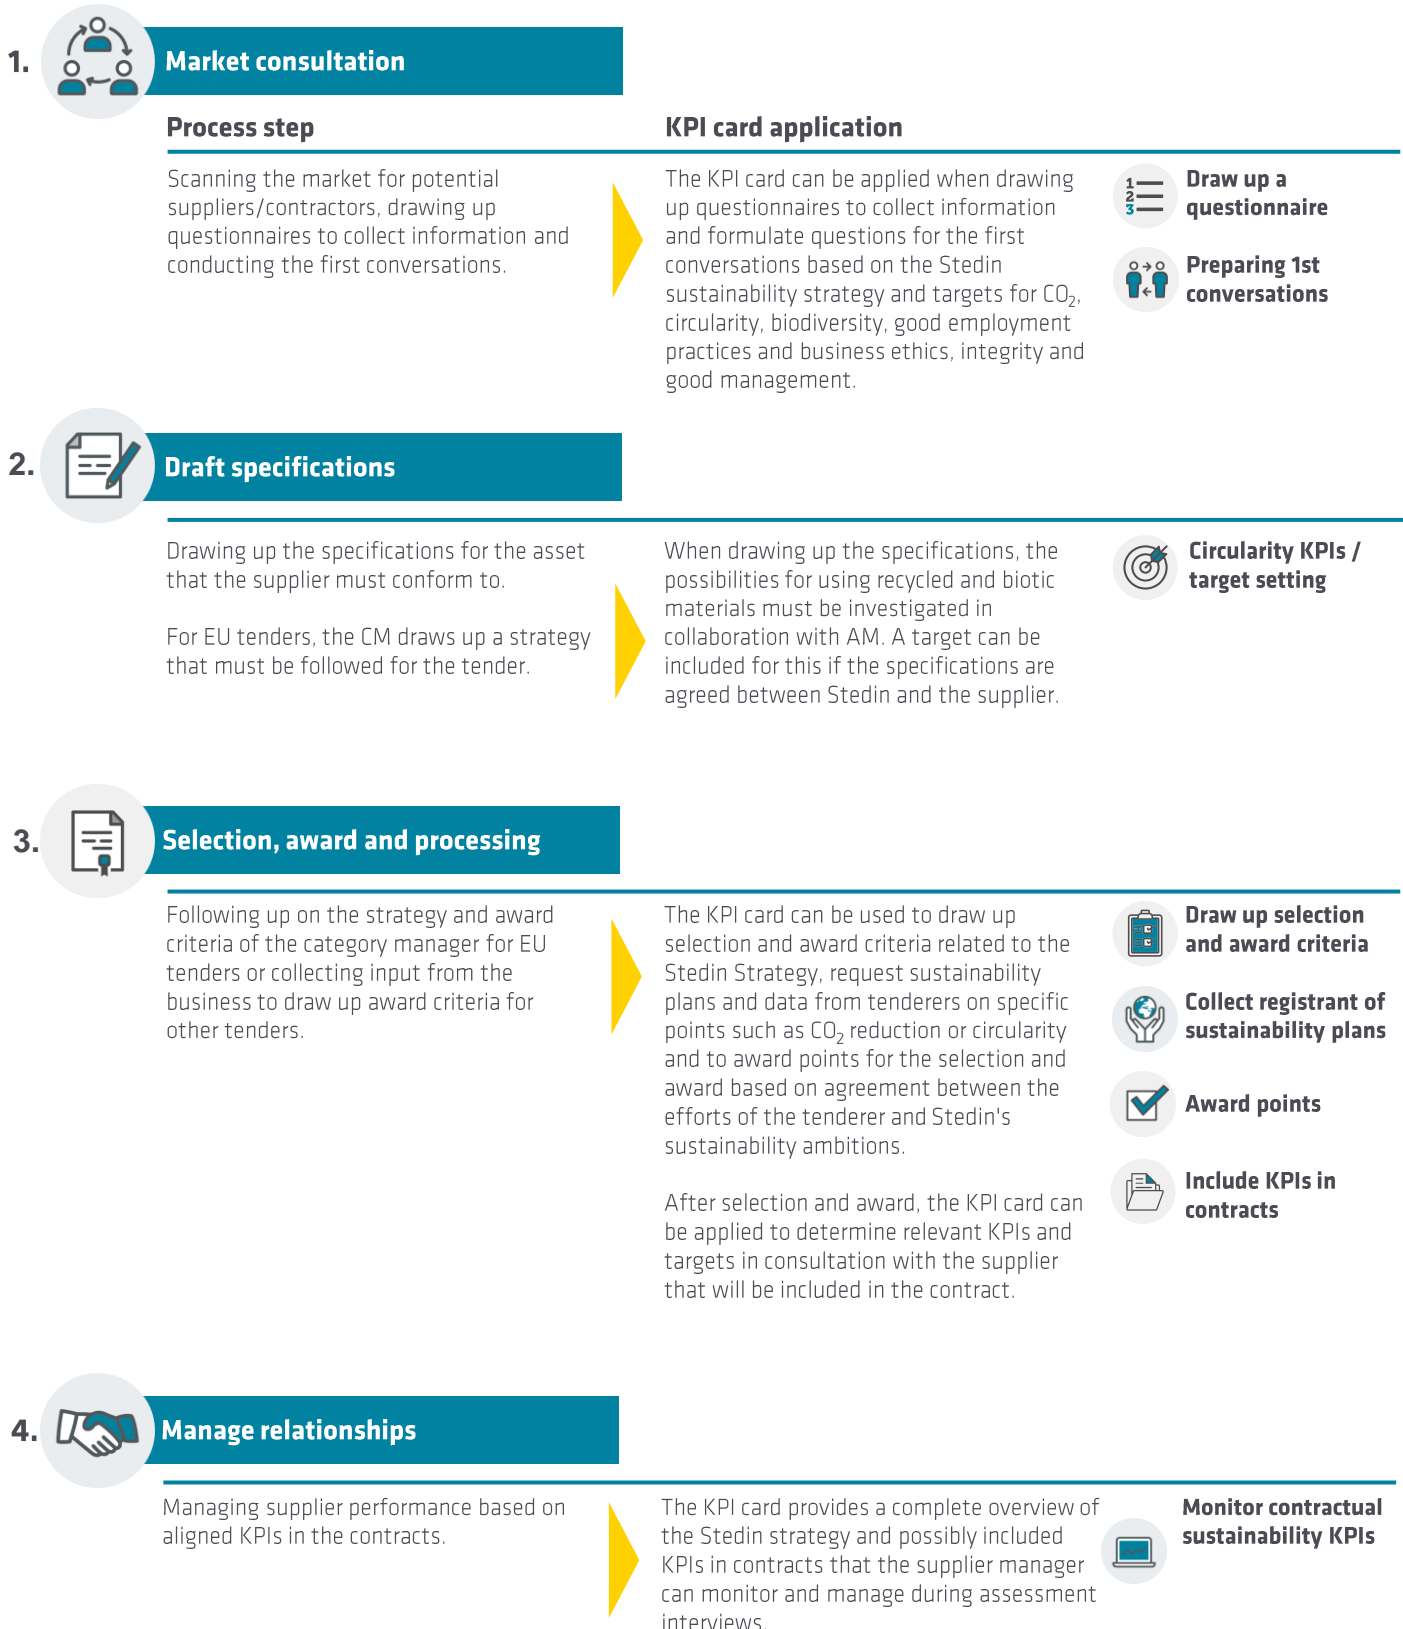 1.
Market consultation
Process step
KPI card application
Scanning the market for potential
suppliers/contractors, drawing up
questionnaires to collect information and
conducting the first conversations.
The KPI card can be applied when drawing
up questionnaires to collect information
and formulate questions for the first
conversations based on the Stedin
sustainability strategy and targets for CO₂,
circularity, biodiversity, good employment
practices and business ethics, integrity and
good management.
1
2
3
Draw up a
questionnaire
Preparing 1st
conversations
2.
Draft specifications
Drawing up the specifications for the asset
that the supplier must conform to.
For EU tenders, the CM draws up a strategy
that must be followed for the tender.
When drawing up the specifications, the
possibilities for using recycled and biotic
materials must be investigated in
collaboration with AM. A target can be
included for this if the specifications are
agreed between Stedin and the supplier.
Circularity KPIs /
target setting
3.
Selection, award and processing
Following up on the strategy and award
criteria of the category manager for EU
tenders or collecting input from the
business to draw up award criteria for
other tenders.
The KPI card can be used to draw up
selection and award criteria related to the
Stedin Strategy, request sustainability
plans and data from tenderers on specific
points such as CO₂ reduction or circularity
and to award points for the selection and
award based on agreement between the
efforts of the tenderer and Stedin's
sustainability ambitions.
After selection and award, the KPI card can
be applied to determine relevant KPIs and
targets in consultation with the supplier
that will be included in the contract.
Draw up selection
and award criteria
Collect registrant of
sustainability plans
Award points
Include KPIs in
contracts
4.
Manage relationships
Managing supplier performance based on
aligned KPIs in the contracts.
The KPI card provides a complete overview of
the Stedin strategy and possibly included
KPIs in contracts that the supplier manager
can monitor and manage during assessment
interviews.
Monitor contractual
sustainability KPIs